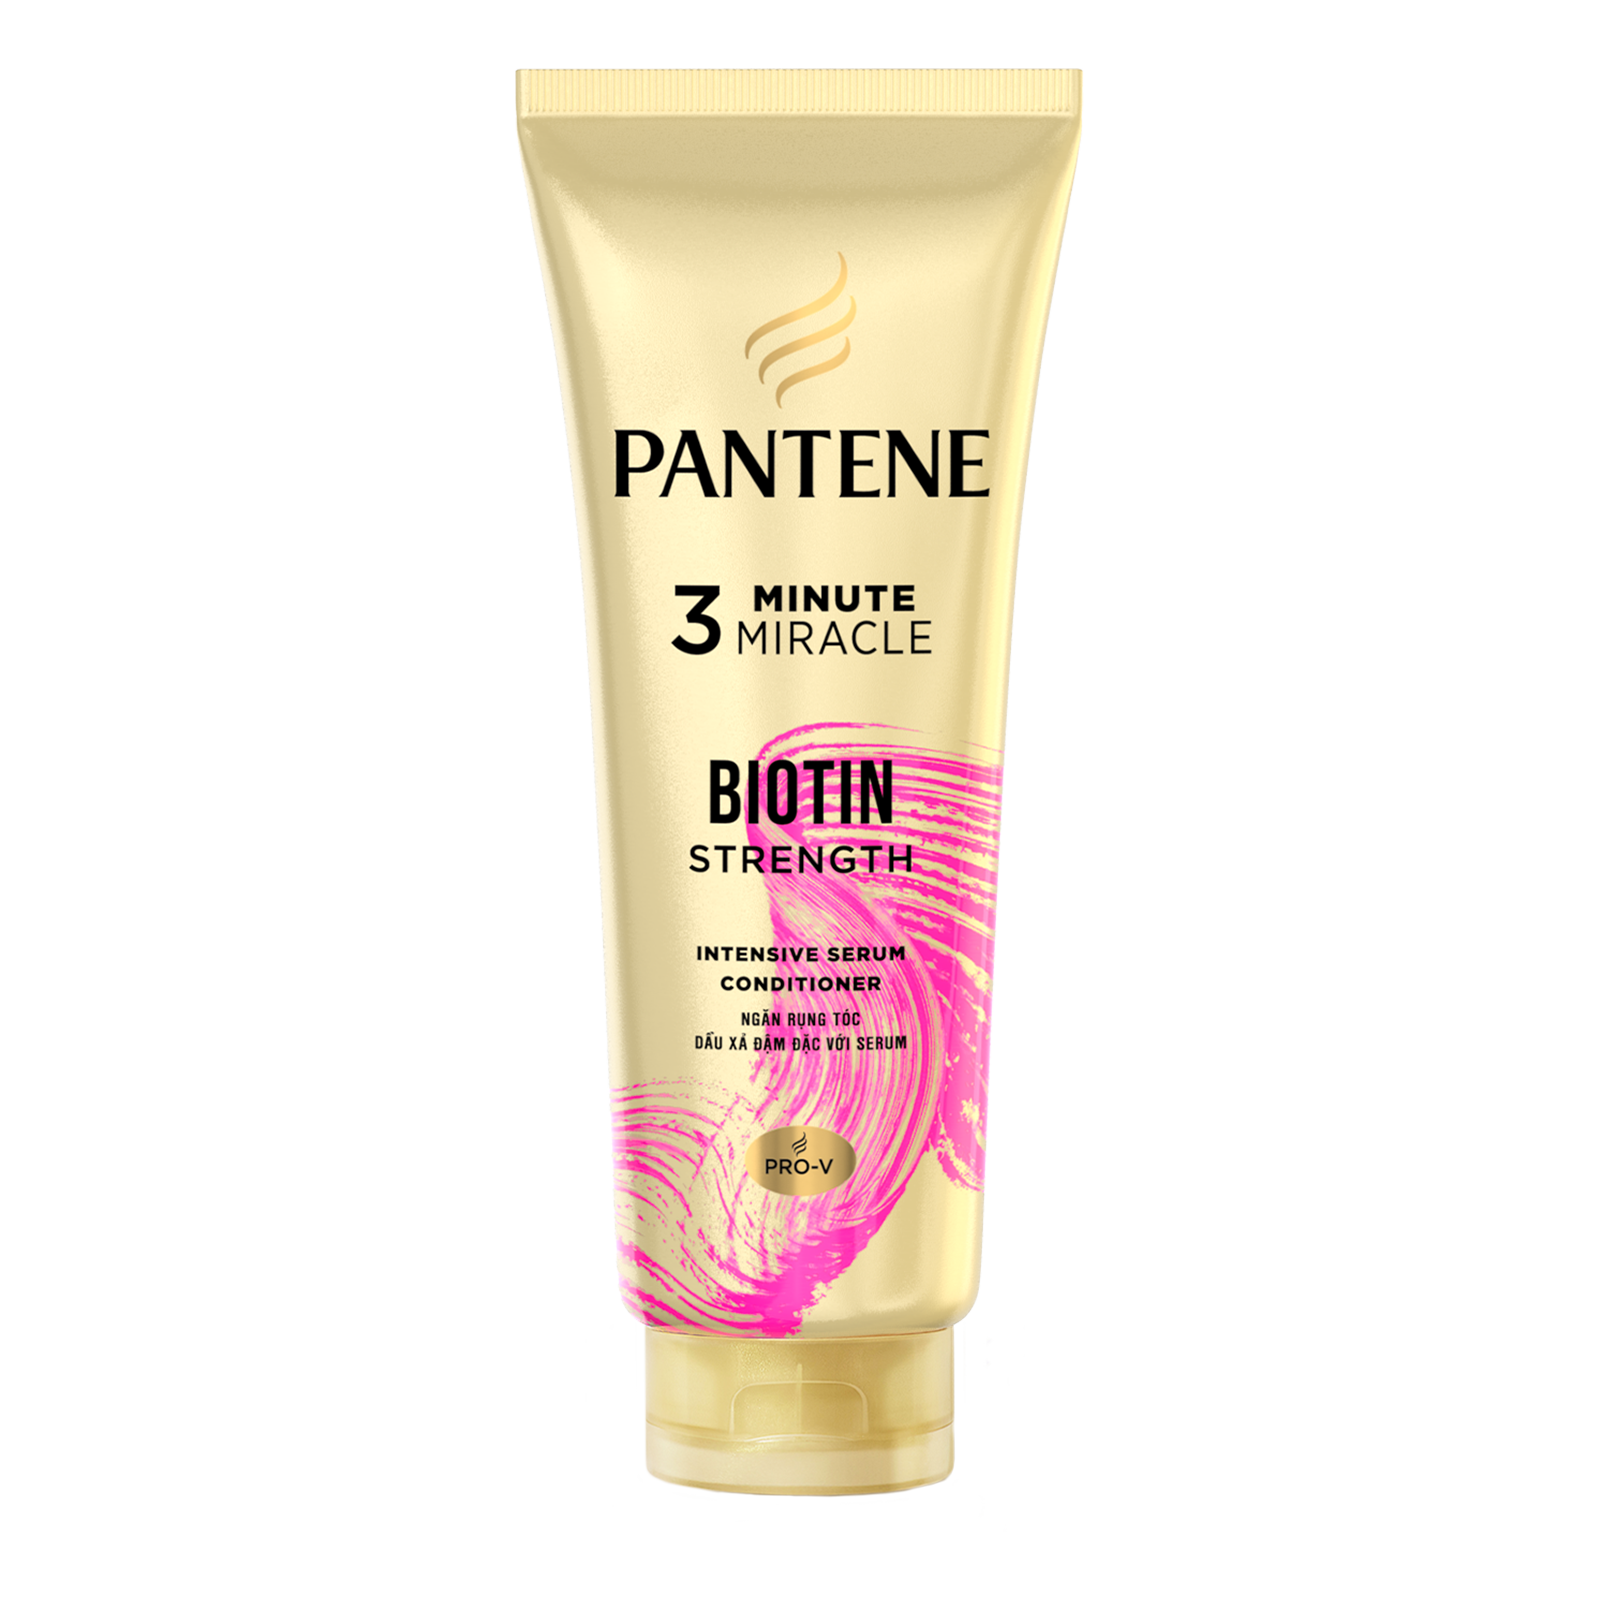 PANTENE
3 MINUTE
MIRACLE
BIOTIN
STRENGTH
INTENSIVE SERUM
CONDITIONER
NGĂN RỤNG TÓC
DẦU XẢ ĐẬM ĐẶC VỚI SERUM
PRO-V